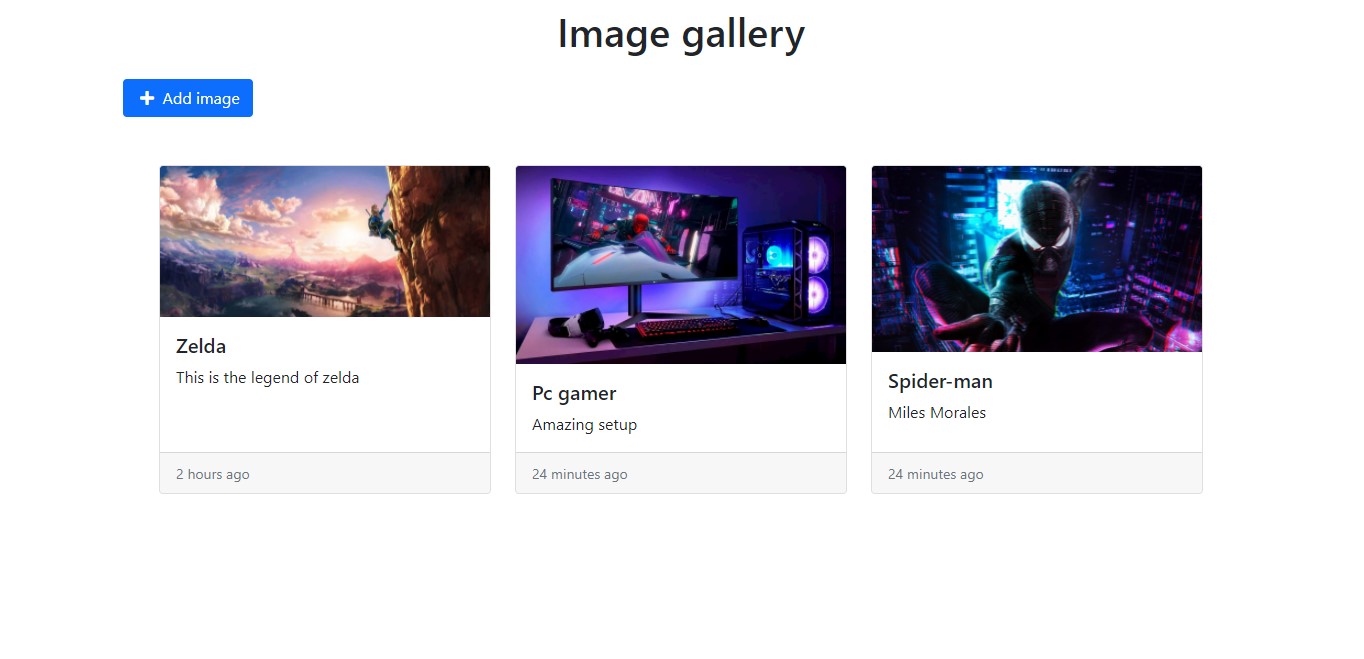 Image gallery
Add image
Zelda
This is the legend of zelda
2 hours ago
Pc gamer
Amazing setup
24 minutes ago
Spider-man
Miles Morales
24 minutes ago